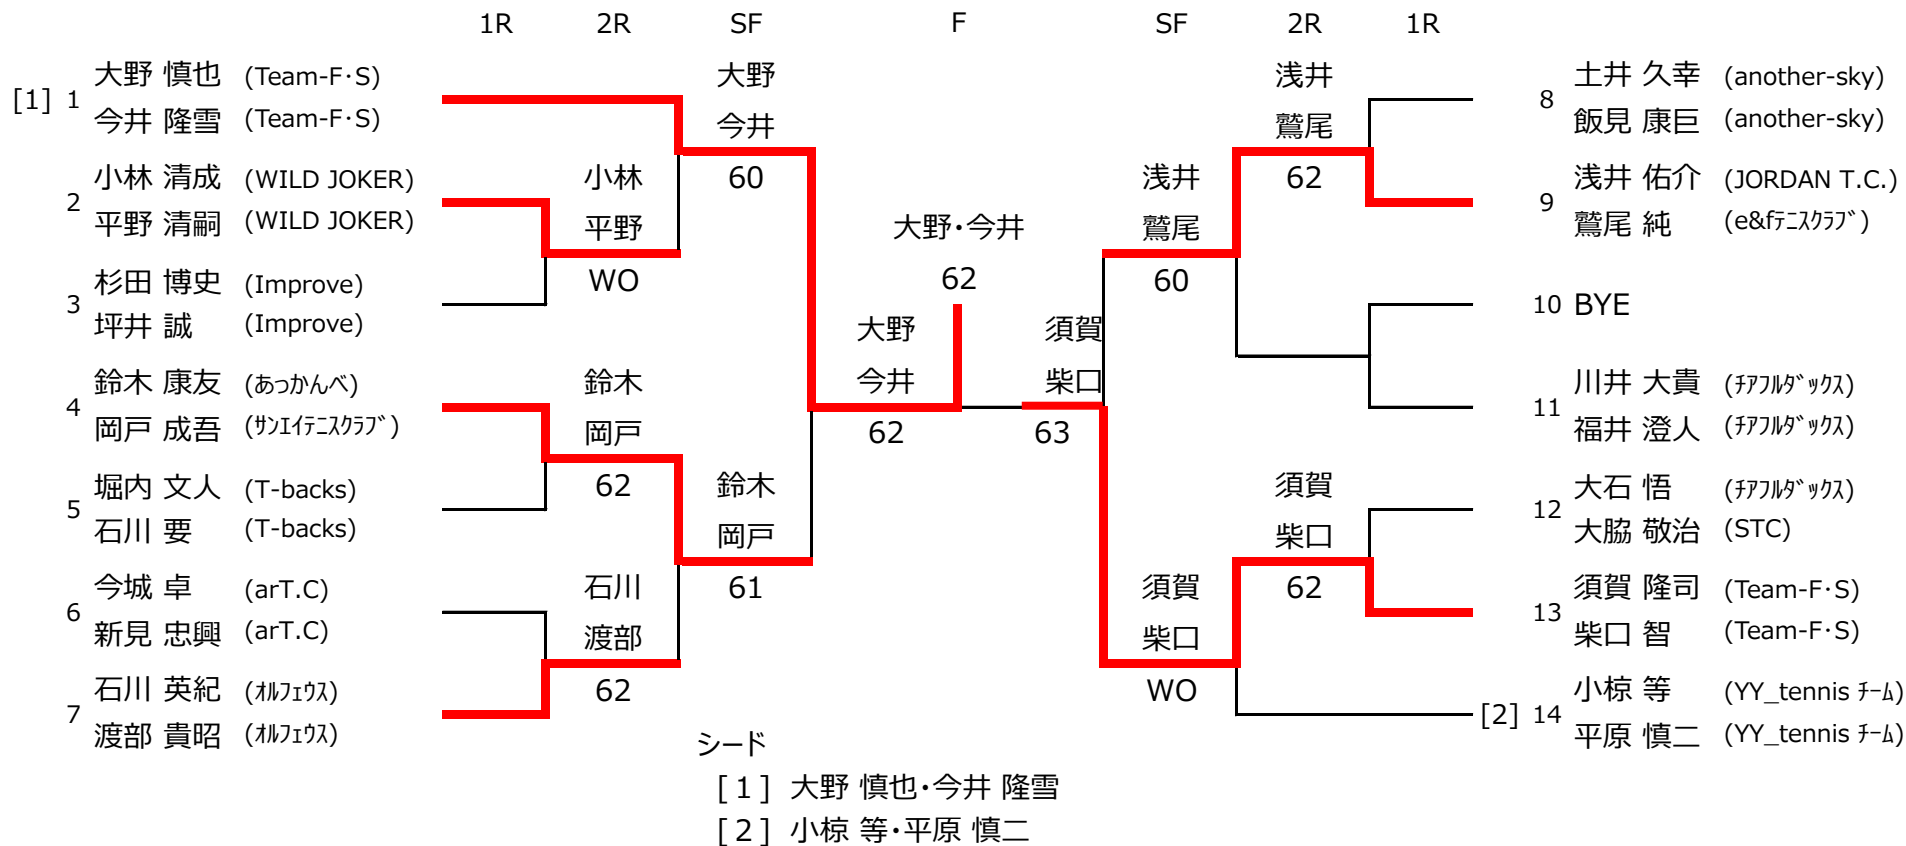 1R 2R SF F SF 2R 1R
[1] 1 大野 慎也 (Team-F・S)
今井 隆雪 (Team-F・S)
2 小林 清成 (WILD JOKER)
平野 清嗣 (WILD JOKER)
3 杉田 博史 (Improve)
坪井 誠 (Improve)
4 鈴木 康友 (あっかんべ)
岡戸 成吾 (ｻﾝｴｲﾃﾆｽｸﾗﾌﾞ)
5 堀内 文人 (T-backs)
石川 要 (T-backs)
6 今城 卓 (arT.C)
新見 忠興 (arT.C)
7 石川 英紀 (ｵﾙﾌｪｳｽ)
渡部 貴昭 (ｵﾙﾌｪｳｽ)
小林
平野
WO
鈴木
岡戸
62
石川
渡部
62
大野
今井
60
鈴木
岡戸
61
大野
今井
62
大野・今井
62
須賀
柴口
63
浅井
鷲尾
60
須賀
柴口
WO
浅井
鷲尾
62
須賀
柴口
62
8 土井 久幸 (another-sky)
飯見 康巨 (another-sky)
9 浅井 佑介 (JORDAN T.C.)
鷲尾 純 (e&fﾃﾆｽｸﾗﾌﾞ)
10 BYE
11 川井 大貴 (ﾁｱﾌﾙﾀﾞｯｸｽ)
福井 澄人 (ﾁｱﾌﾙﾀﾞｯｸｽ)
12 大石 悟 (ﾁｱﾌﾙﾀﾞｯｸｽ)
大脇 敬治 (STC)
13 須賀 隆司 (Team-F・S)
柴口 智 (Team-F・S)
[2] 14 小椋 等 (YY_tennis ﾁｰﾑ)
平原 慎二 (YY_tennis ﾁｰﾑ)
シード
[1] 大野 慎也・今井 隆雪
[2] 小椋 等・平原 慎二